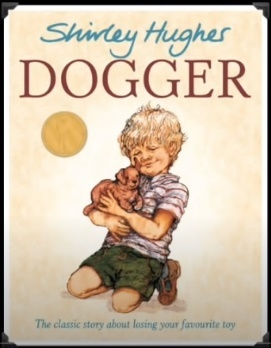 Shirley Hughes
DOGGER
The classic story about losing your favourite toy